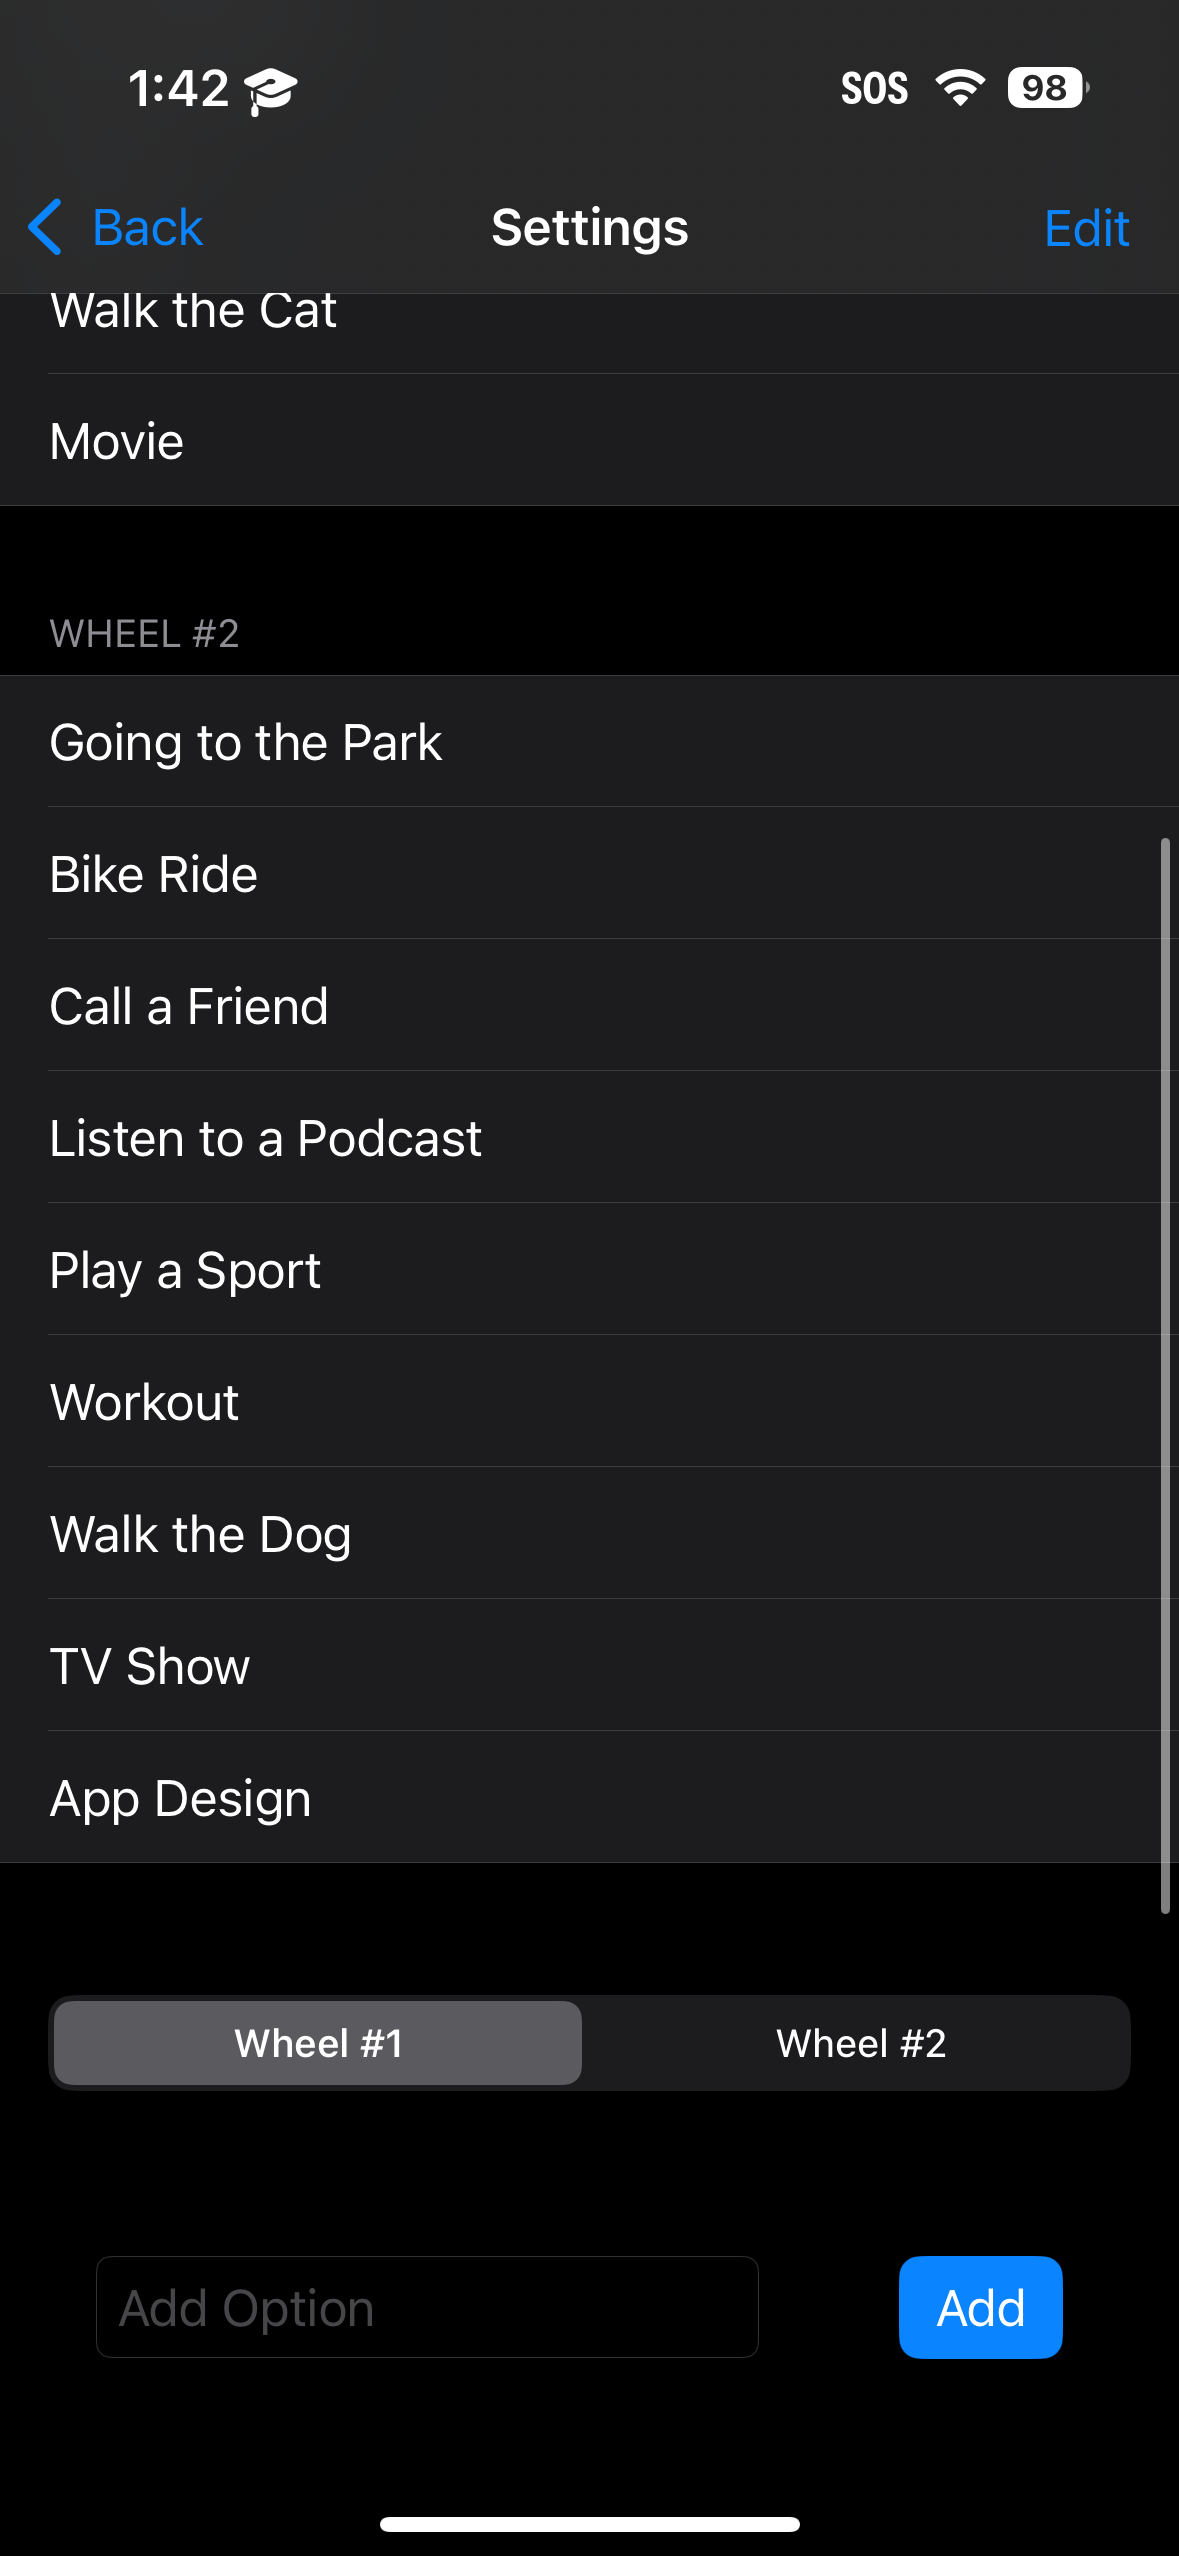 1:42 SOS 98
Back Settings Edit
Walk the Cat
Movie
WHEEL #2
Going to the Park
Bike Ride
Call a Friend
Listen to a Podcast
Play a Sport
Workout
Walk the Dog
TV Show
App Design
Wheel #1 Wheel #2
Add Option Add